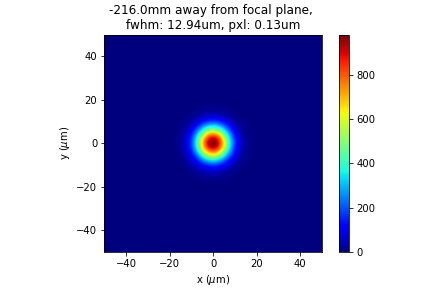 -216.0mm away from focal plane,
fwhm: 12.94um, pxl: 0.13um
40
20
0
−20
−40
y (μm)
−40 −20 0 20 40
x (μm)
800
600
400
200
0